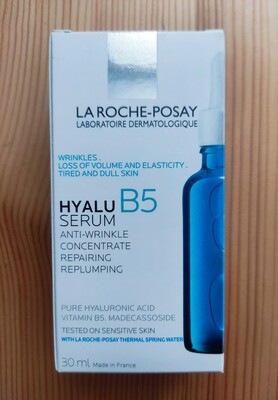 LA ROCHE-POSAY
LABORATOIRE DERMATOLOGIQUE
WRINKLES.
LOSS OF VOLUME AND ELASTICITY.
TIRED AND DULL SKIN
HYALU B5
SERUM
ANTI-WRINKLE
CONCENTRATE
REPAIRING
REPLUMPING
PURE HYALURONIC ACID
VITAMIN B5. MADECASSOSIDE
TESTED ON SENSITIVE SKIN
WITH LA ROCHE-POSAY THERMAL SPRING WATER
30 ml Made in France